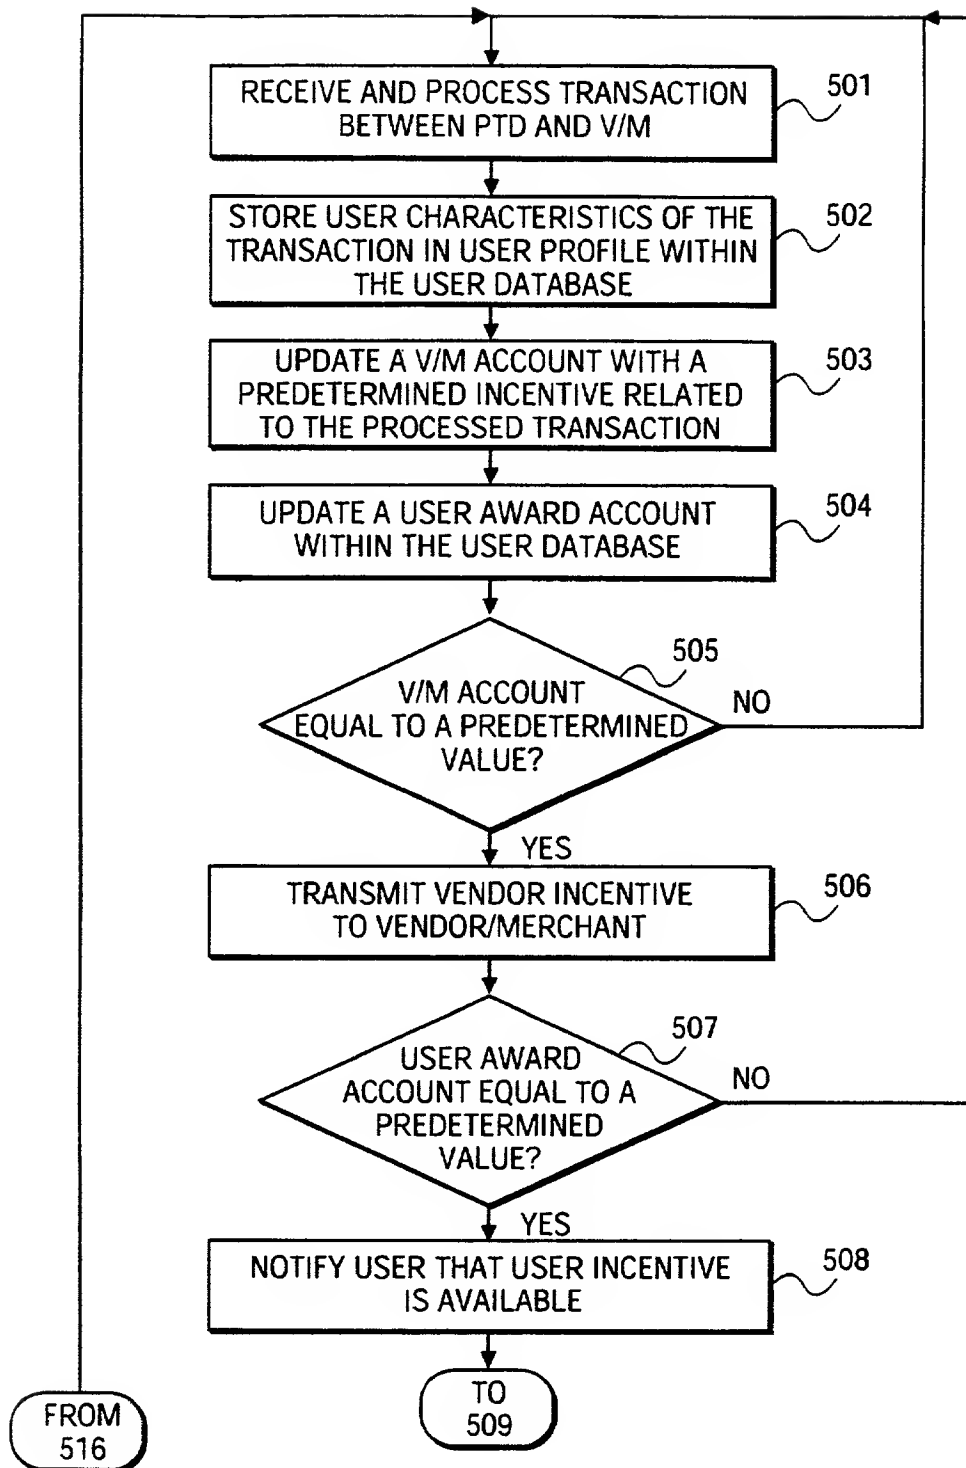 RECEIVE AND PROCESS TRANSACTION
BETWEEN PTD AND V/M
501
STORE USER CHARACTERISTICS OF THE
TRANSACTION IN USER PROFILE WITHIN
THE USER DATABASE
502
UPDATE A V/M ACCOUNT WITH A
PREDETERMINED INCENTIVE RELATED
TO THE PROCESSED TRANSACTION
503
UPDATE A USER AWARD ACCOUNT
WITHIN THE USER DATABASE
504
505
V/M ACCOUNT
EQUAL TO A PREDETERMINED
VALUE?
NO
YES
TRANSMIT VENDOR INCENTIVE
TO VENDOR/MERCHANT
506
507
USER AWARD
ACCOUNT EQUAL TO A
PREDETERMINED
VALUE?
NO
YES
NOTIFY USER THAT USER INCENTIVE
IS AVAILABLE
508
TO
509
FROM
516